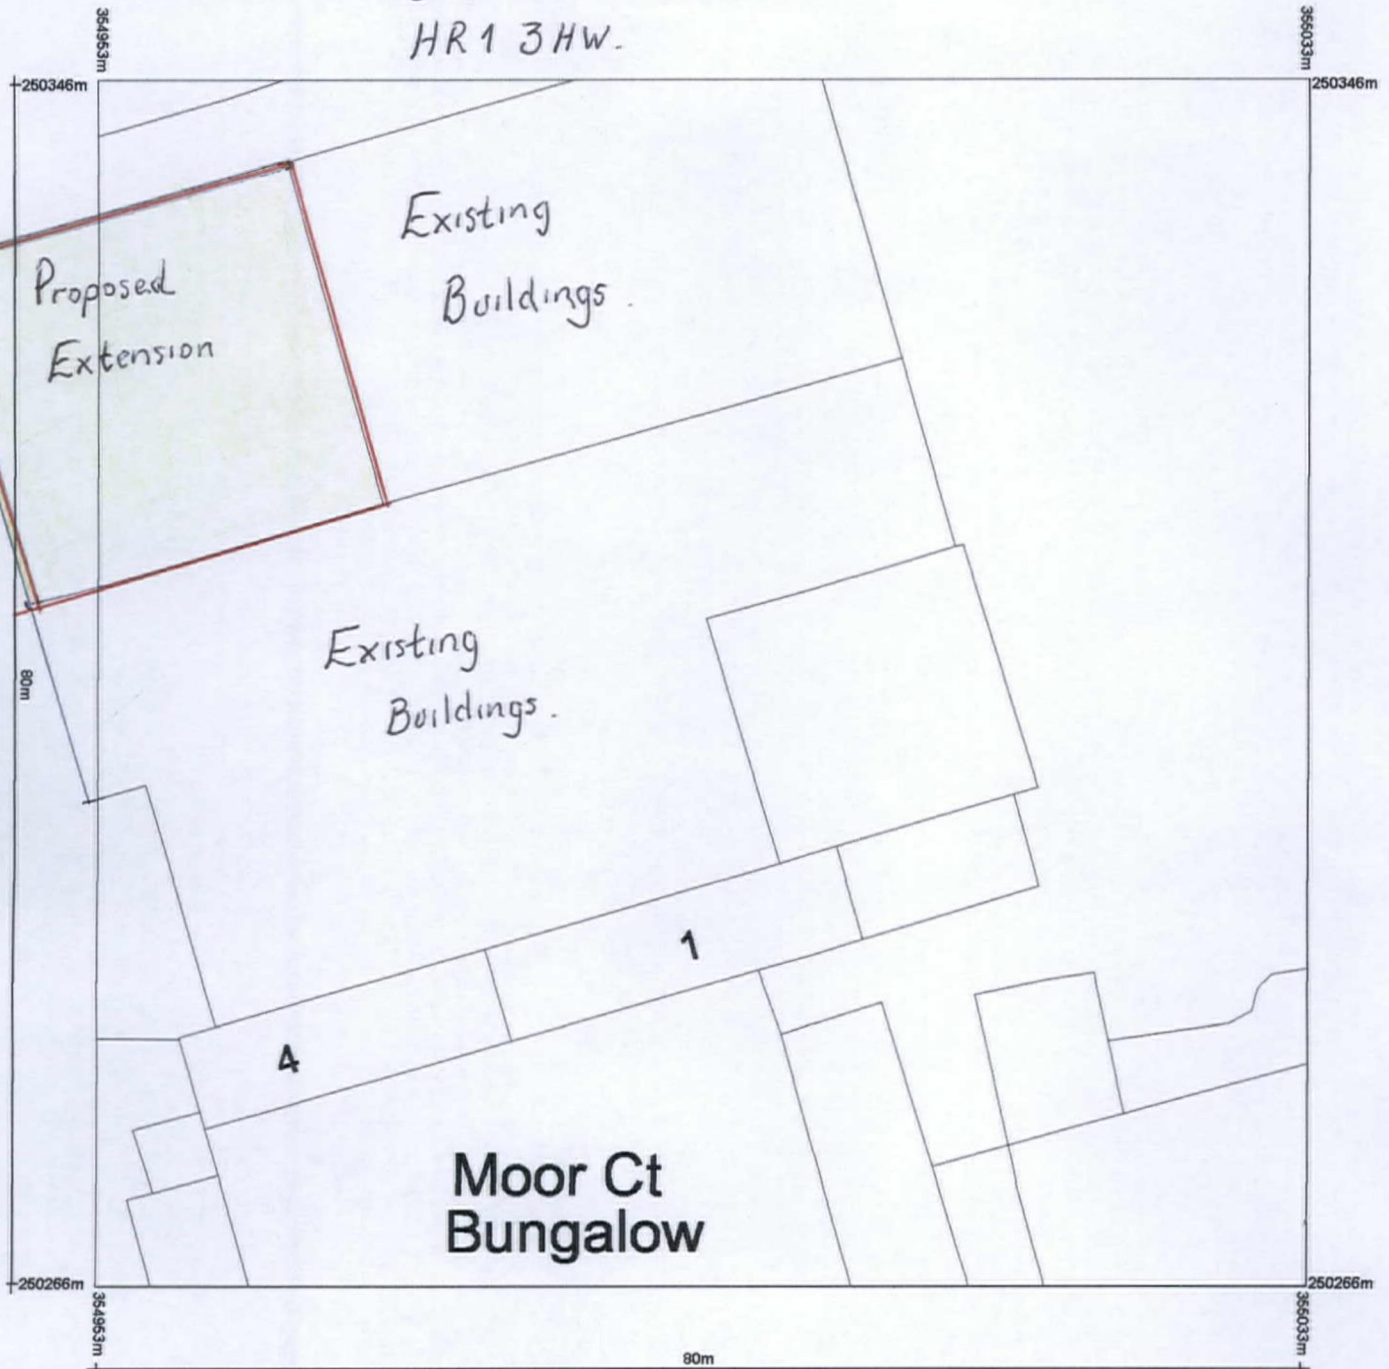 HR1 3HW.
354953m
355033m
250346m
250346m
Existing
Buildings.
Proposed
Extension
Existing
Buildings.
80m
1
4
Moor Ct
Bungalow
250266m
250266m
354953m
355033m
80m